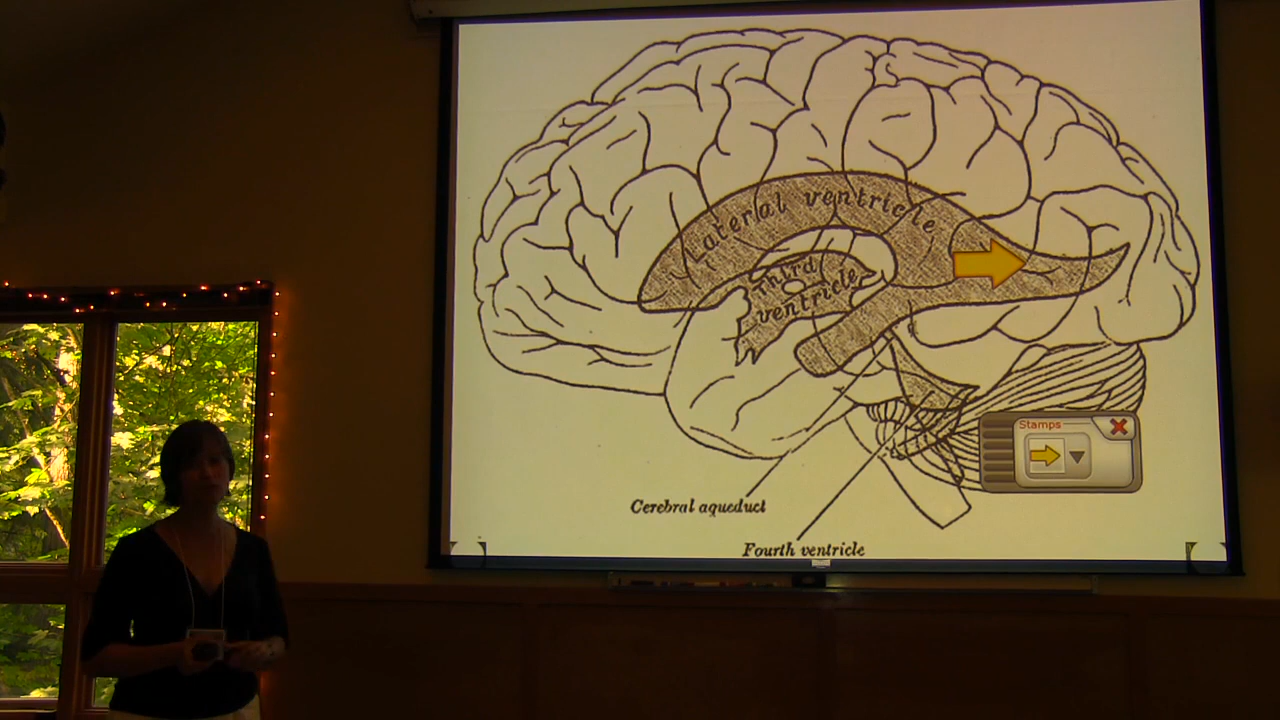 Lateral ventricle
Third
ventricle
Stamps
Cerebral aqueduct
Fourth ventricle